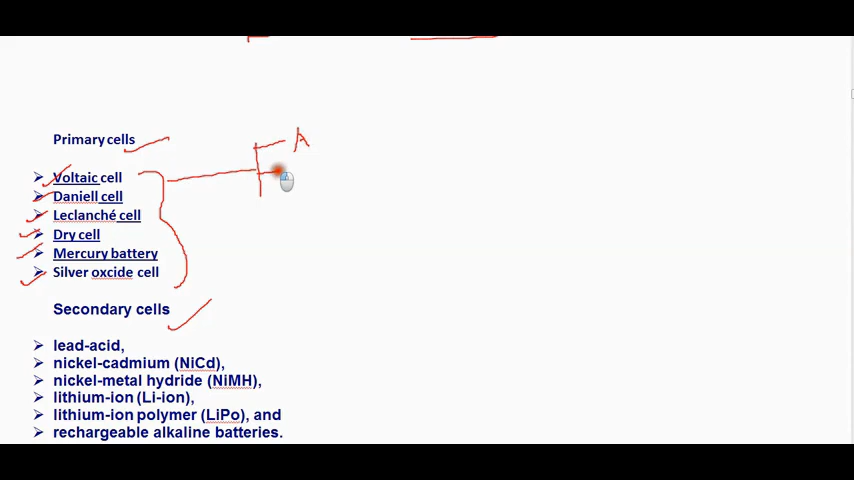 Primary cells
A
Voltaic cell
Daniell cell
Leclanché cell
Dry cell
Mercury battery
Silver oxcide cell
Secondary cells
lead-acid,
nickel-cadmium (NiCd),
nickel-metal hydride (NiMH),
lithium-ion (Li-ion),
lithium-ion polymer (LiPo), and
rechargeable alkaline batteries.